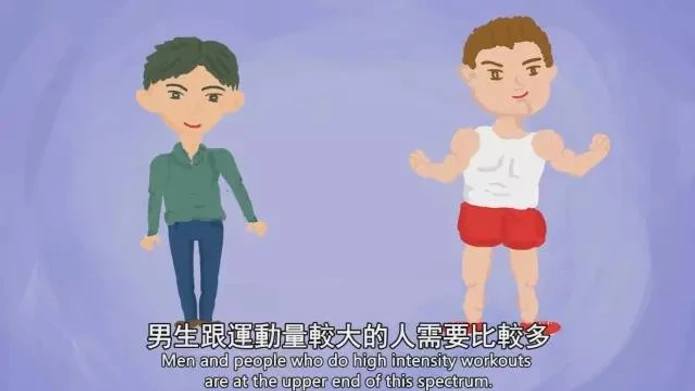 男生跟運動量較大的人需要比較多
Men and people who do high intensity workouts
are at the upper end of this spectrum.